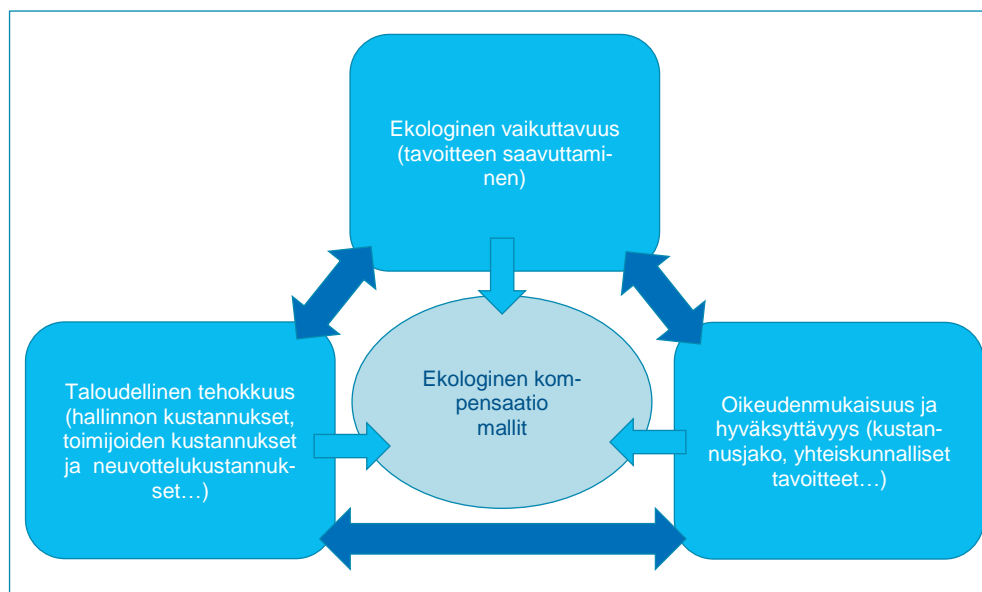 Ekologinen vaikuttavuus
(tavoitteen saavuttami-
nen)
Taloudellinen tehokkuus
(hallinnon kustannukset,
toimijoiden kustannukset
ja neuvottelukustannuk-
set…)
Ekologinen kom-
pensaatio
mallit
Oikeudenmukaisuus ja
hyväksyttävyys (kustan-
nusjako, yhteiskunnalliset
tavoitteet…)